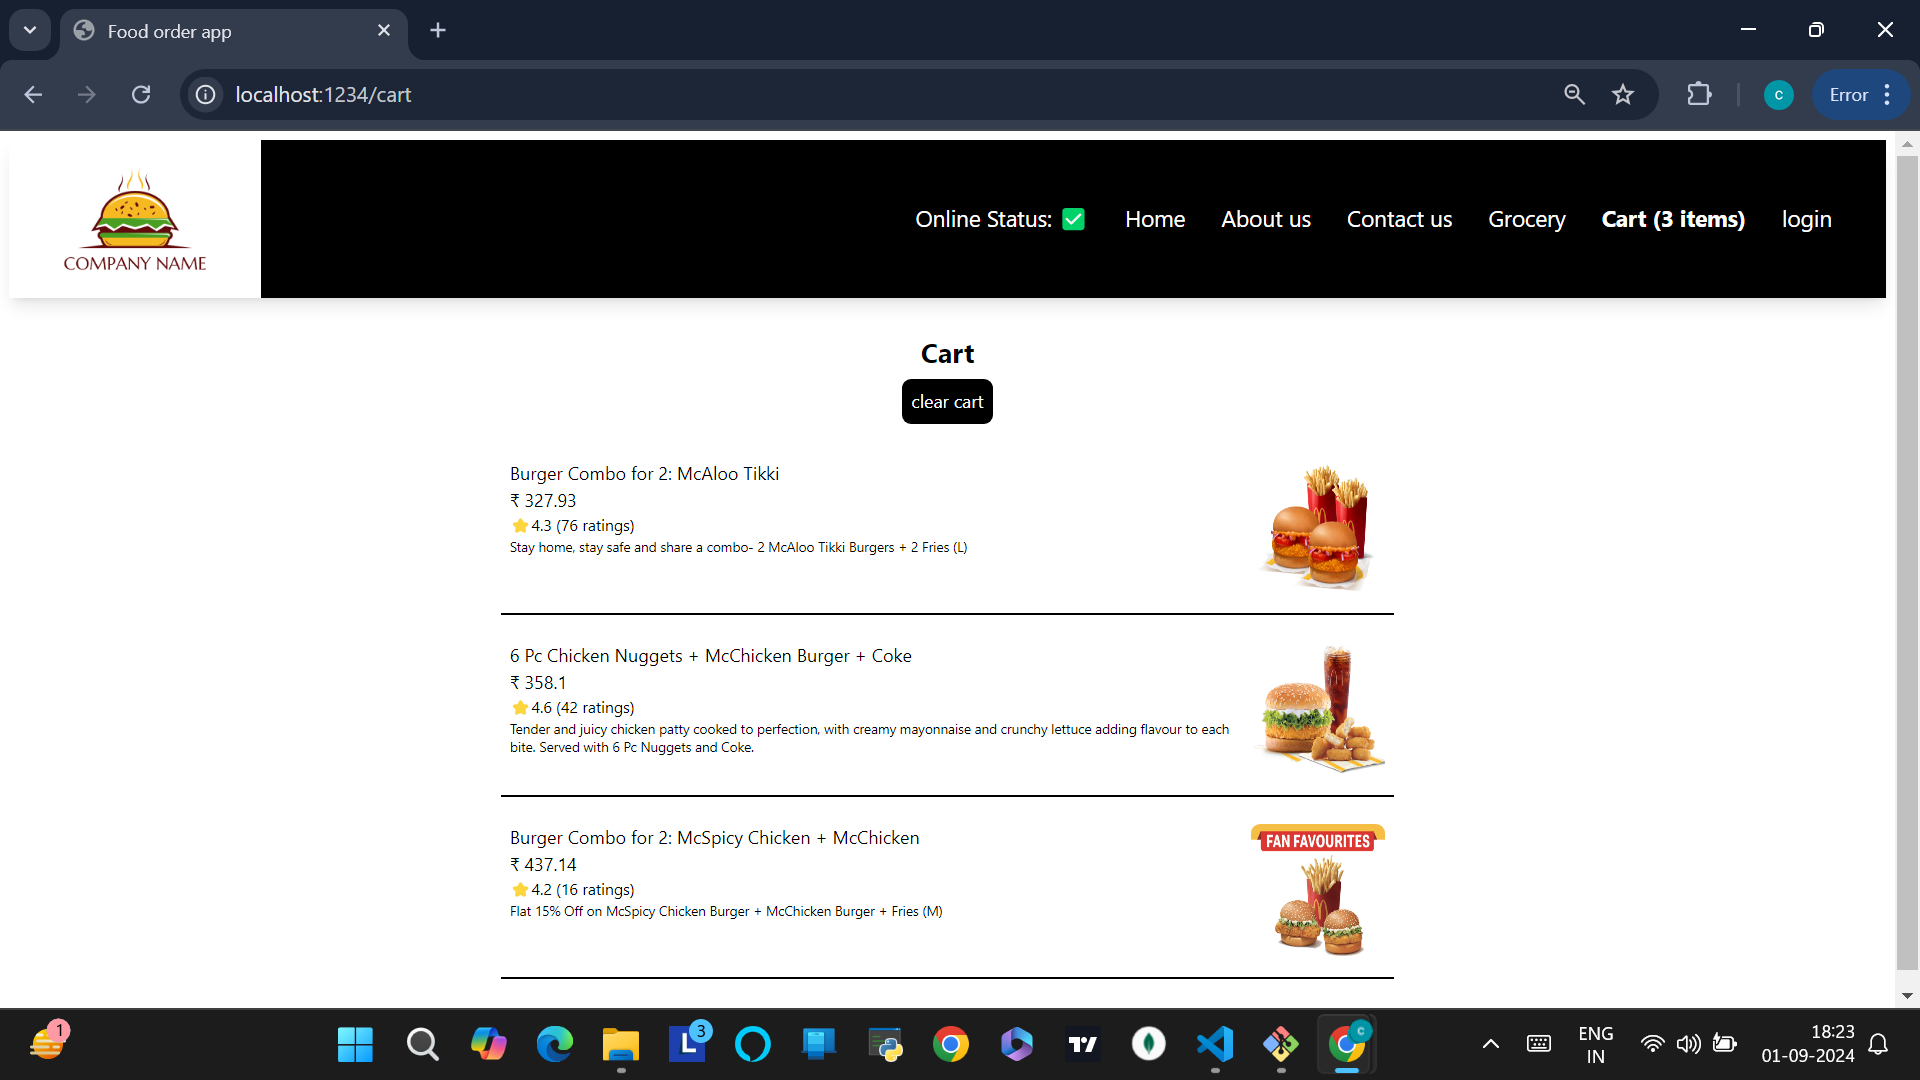 Food order app
localhost:1234/cart
c
Error
COMPANY NAME
Online Status: ✅ Home About us Contact us Grocery Cart (3 items) login
Cart
clear cart
Burger Combo for 2: McAloo Tikki
₹ 327.93
⭐4.3 (76 ratings)
Stay home, stay safe and share a combo- 2 McAloo Tikki Burgers + 2 Fries (L)
6 Pc Chicken Nuggets + McChicken Burger + Coke
₹ 358.1
⭐4.6 (42 ratings)
Tender and juicy chicken patty cooked to perfection, with creamy mayonnaise and crunchy lettuce adding flavour to each
bite. Served with 6 Pc Nuggets and Coke.
Burger Combo for 2: McSpicy Chicken + McChicken
₹ 437.14
⭐4.2 (16 ratings)
Flat 15% Off on McSpicy Chicken Burger + McChicken Burger + Fries (M)
FAN FAVOURITES
1
L
3
c
ENG
IN
18:23
01-09-2024